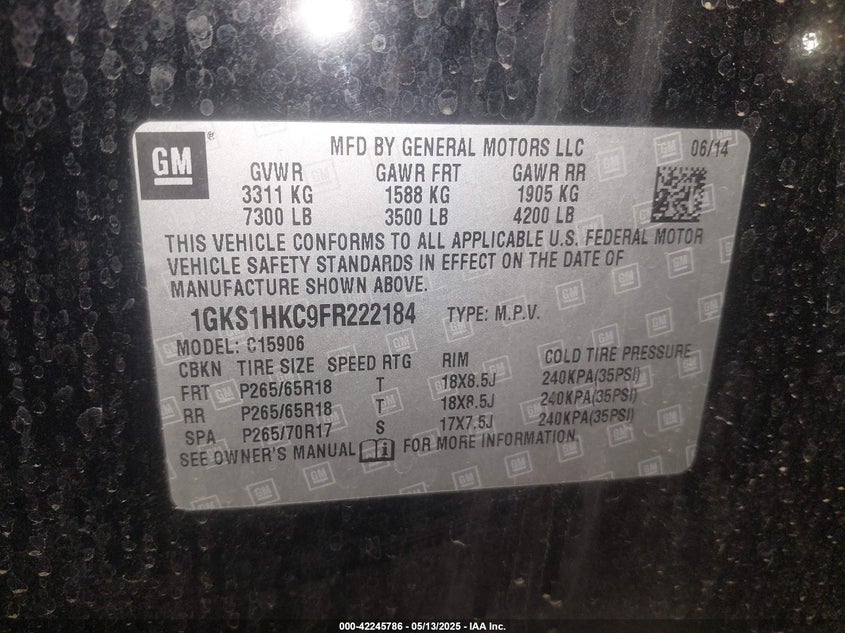 GM
MFD BY GENERAL MOTORS LLC 06/14
GVWR GAWR FRT GAWR RR
3311 KG 1588 KG 1905 KG
7300 LB 3500 LB 4200 LB
THIS VEHICLE CONFORMS TO ALL APPLICABLE U.S. FEDERAL MOTOR
VEHICLE SAFETY STANDARDS IN EFFECT ON THE DATE OF
MANUFACTURE SHOWN ABOVE.
1GKS1HKC9FR222184 TYPE: M.P.V.
MODEL: C15906
CBKN TIRE SIZE SPEED RTG RIM COLD TIRE PRESSURE
FRT P265/65R18 T 18X8.5J 240KPA(35PSI)
RR P265/65R18 T 18X8.5J 240KPA(35PSI)
SPA P265/70R17 S 17X7.5J 240KPA(35PSI)
SEE OWNER'S MANUAL FOR MORE INFORMATION.
000-42245786 - 05/13/2025 - IAA Inc.